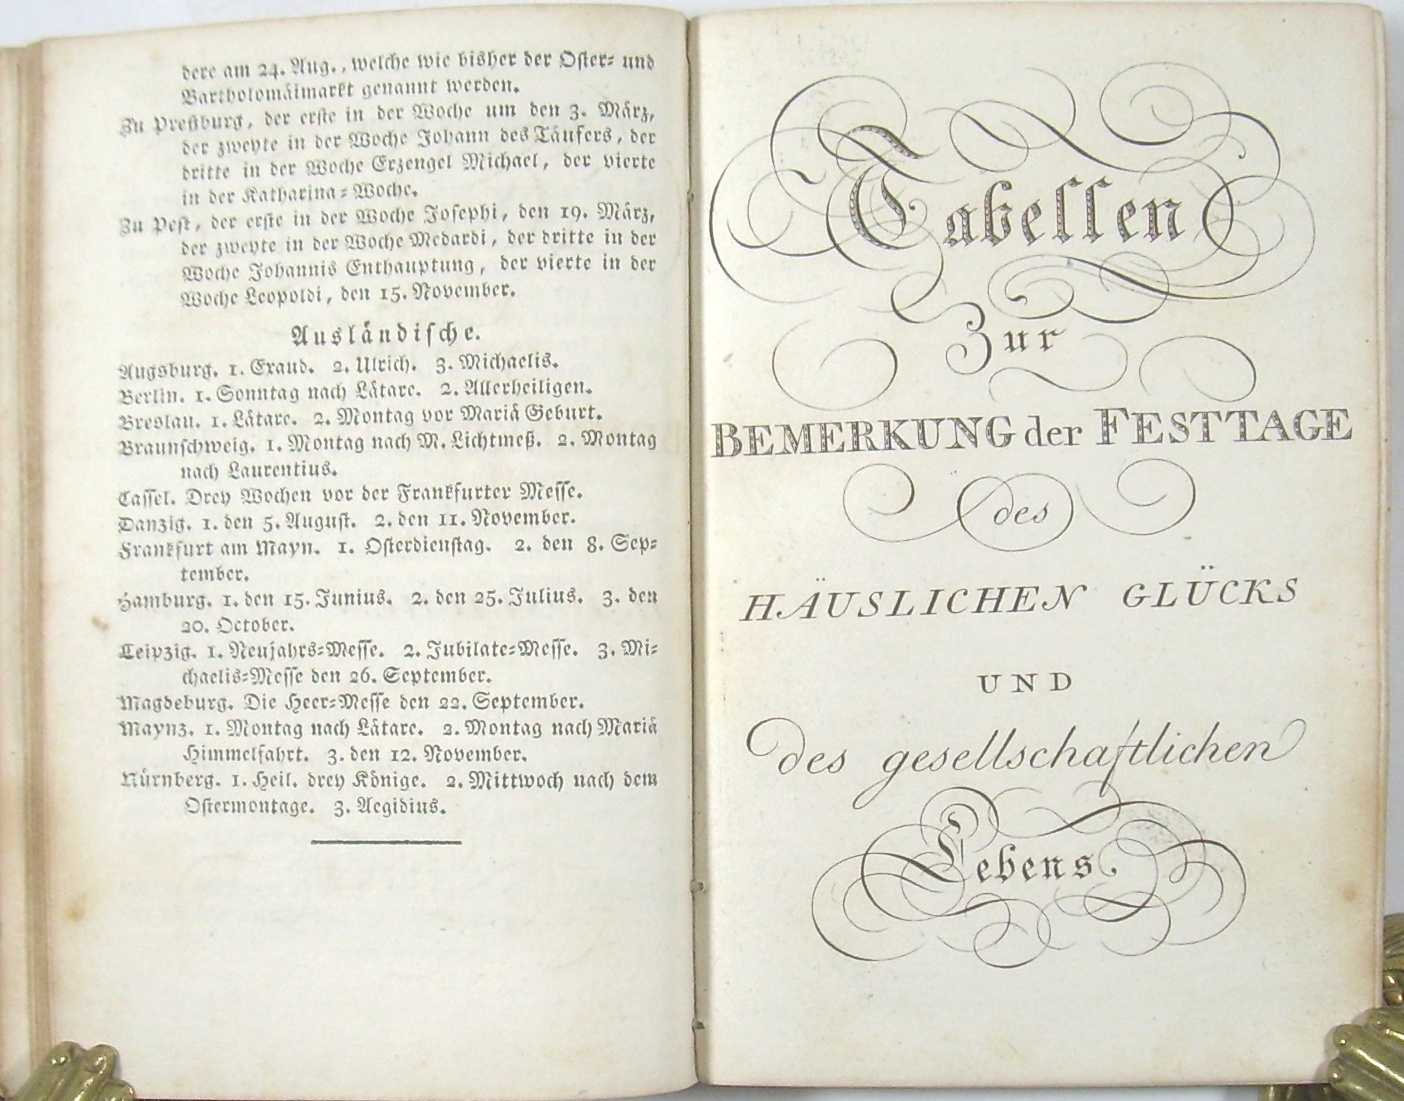 dere am 24. Aug., welche wie bisher der Oster- und
Bartholomäimarkt genannt werden.
Zu Preßburg, der erste in der Woche um den 3. März,
der zweyte in der Woche Johann des Täufers, der
dritte in der Woche Erzengel Michael, der vierte
in der Katharina-Woche.
Zu Pest, der erste in der Woche Josephi, den 19. März,
der zweyte in der Woche Medardi, der dritte in der
Woche Johannis Enthauptung, der vierte in der
Woche Leopoldi, den 15. November.
Ausländische.
Augsburg. 1. Exaud. 2. Ulrich. 3. Michaelis.
Berlin. 1. Sonntag nach Lätare. 2. Allerheiligen.
Breslau. 1. Lätare. 2. Montag vor Mariä Geburt.
Braunschweig. 1. Montag nach M. Lichtmeß. 2. Montag
nach Laurentius.
Cassel. Drey Wochen vor der Frankfurter Messe.
Danzig. 1. den 5. August. 2. den 11. November.
Frankfurt am Mayn. 1. Osterdienstag. 2. den 8. Sep-
tember.
Hamburg. 1. den 15. Junius. 2. den 25. Julius. 3. den
20. October.
Leipzig. 1. Neujahrs-Messe. 2. Jubilate-Messe. 3. Mi-
chaelis-Messe den 26. September.
Magdeburg. Die Heer-Messe den 22. September.
Maynz. 1. Montag nach Lätare. 2. Montag nach Mariä
Himmelfahrt. 3. den 12. November.
Nürnberg. 1. Heil. drey Könige. 2. Mittwoch nach dem
Ostermontage. 3. Aegidius.
Tabellen
Zur
BEMERKUNG der FESTTAGE
des
HÄUSLICHEN GLÜCKS
UND
des gesellschaftlichen
Lebens.